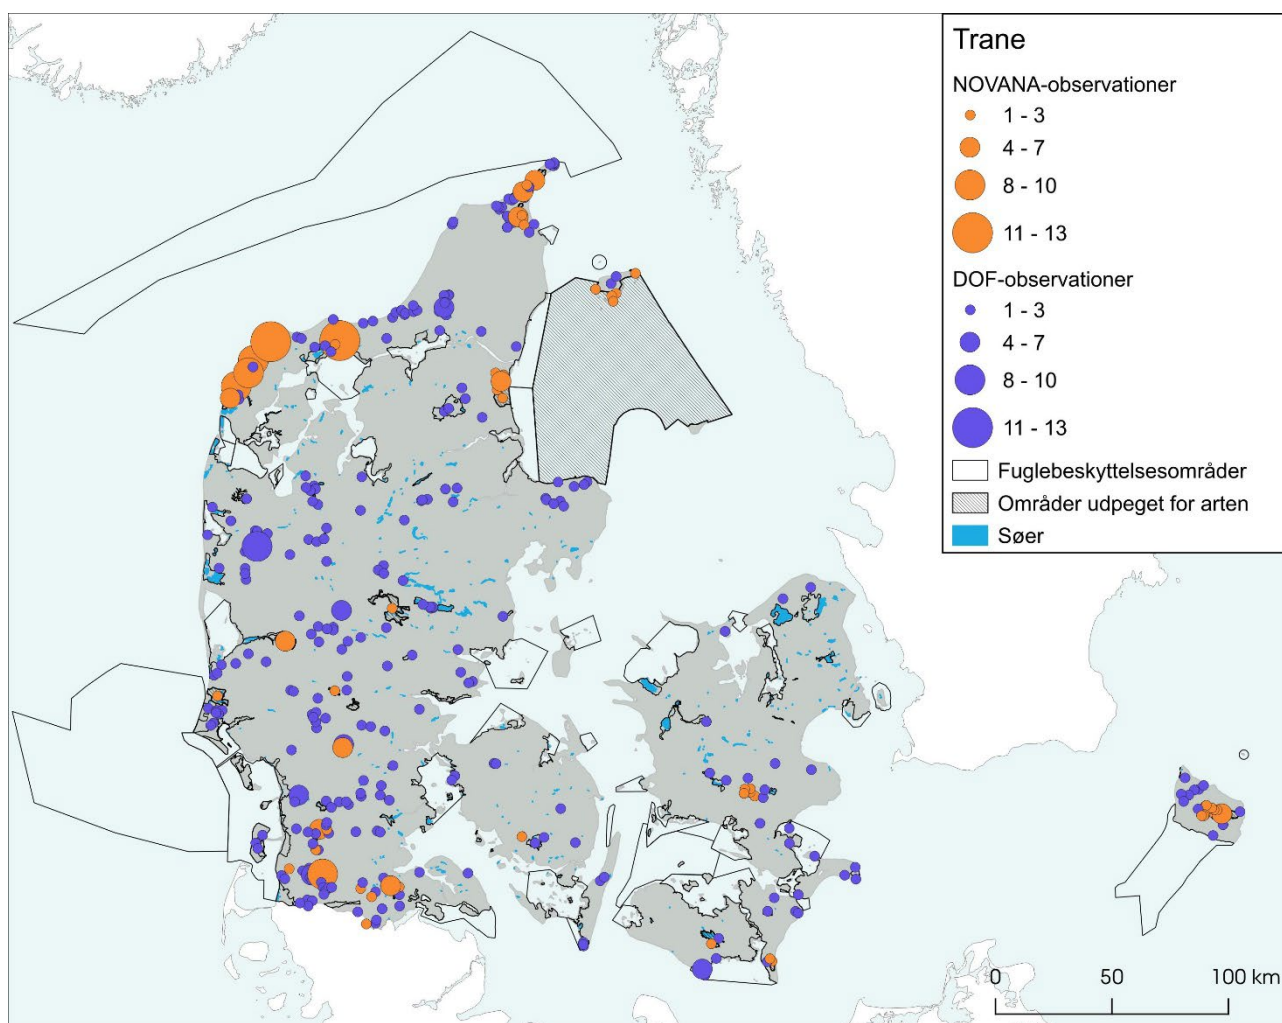 Trane
NOVANA-observationer
1 - 3
4 - 7
8 - 10
11 - 13
DOF-observationer
1 - 3
4 - 7
8 - 10
11 - 13
Fuglebeskyttelsesområder
Områder udpeget for arten
Søer
0 50 100 km